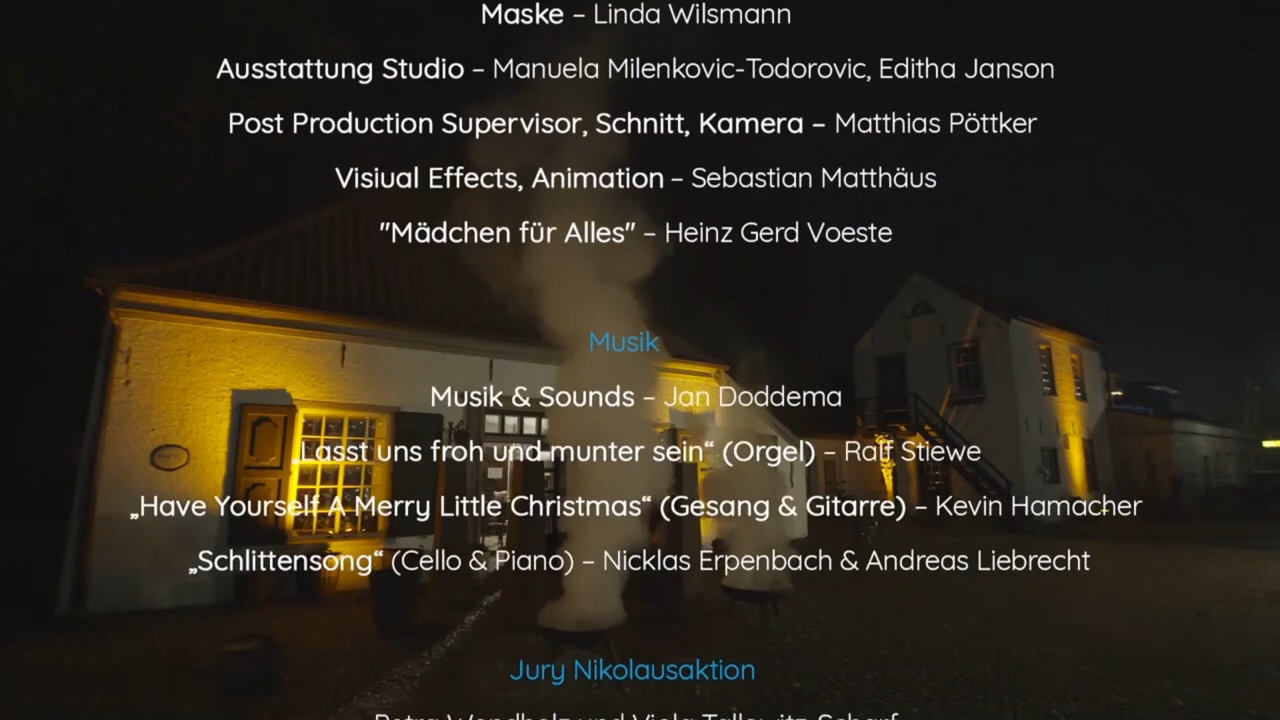 Maske – Linda Wilsmann
Ausstattung Studio – Manuela Milenkovic-Todorovic, Editha Janson
Post Production Supervisor, Schnitt, Kamera – Matthias Pöttker
Visiual Effects, Animation – Sebastian Matthäus
"Mädchen für Alles" – Heinz Gerd Voeste
Musik
Musik & Sounds – Jan Doddema
Lasst uns froh und munter sein“ (Orgel) – Ralf Stiewe
„Have Yourself A Merry Little Christmas“ (Gesang & Gitarre) – Kevin Hamacher
„Schlittensong“ (Cello & Piano) – Nicklas Erpenbach & Andreas Liebrecht
Jury Nikolausaktion